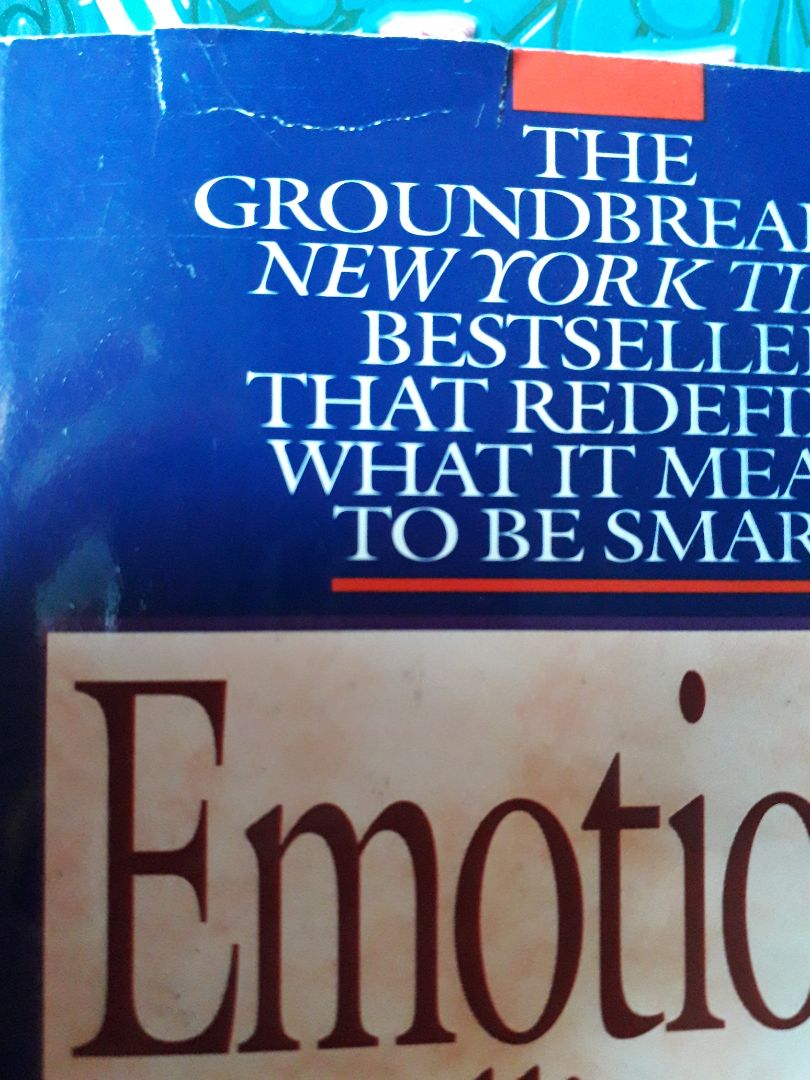 THE
GROUNDBREA
NEW YORK TI
BESTSELLE
THAT REDEFI
WHAT IT MEA
TO BE SMAR
Emotio